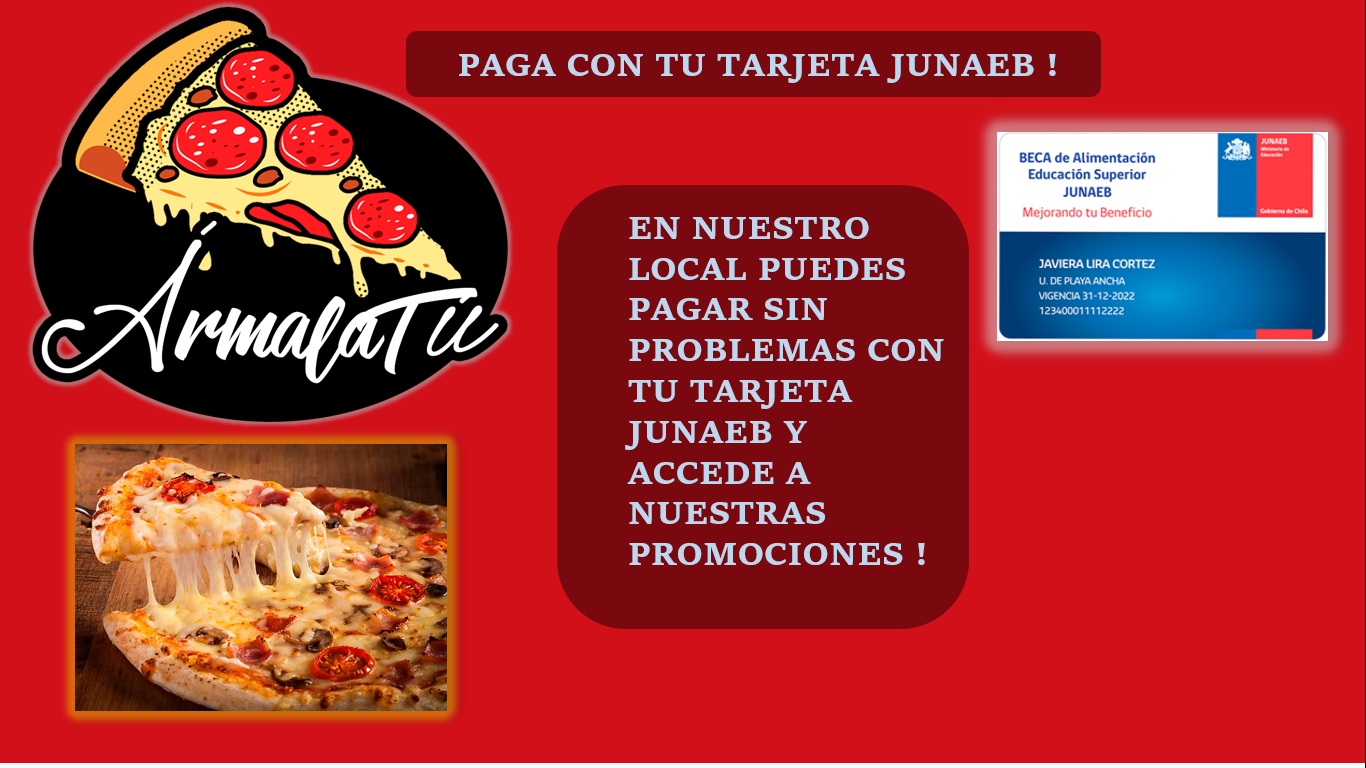 PAGA CON TU TARJETA JUNAEB !
ÁrmalaTú
EN NUESTRO
LOCAL PUEDES
PAGAR SIN
PROBLEMAS CON
TU TARJETA
JUNAEB Y
ACCEDE A
NUESTRAS
PROMOCIONES !
BECA de Alimentación
Educación Superior
JUNAEB
Mejorando tu Beneficio
JUNAEB
Ministerio de
Educación
Gobierno de Chile
JAVIERA LIRA CORTEZ
U. DE PLAYA ANCHA
VIGENCIA 31-12-2022
123400011112222